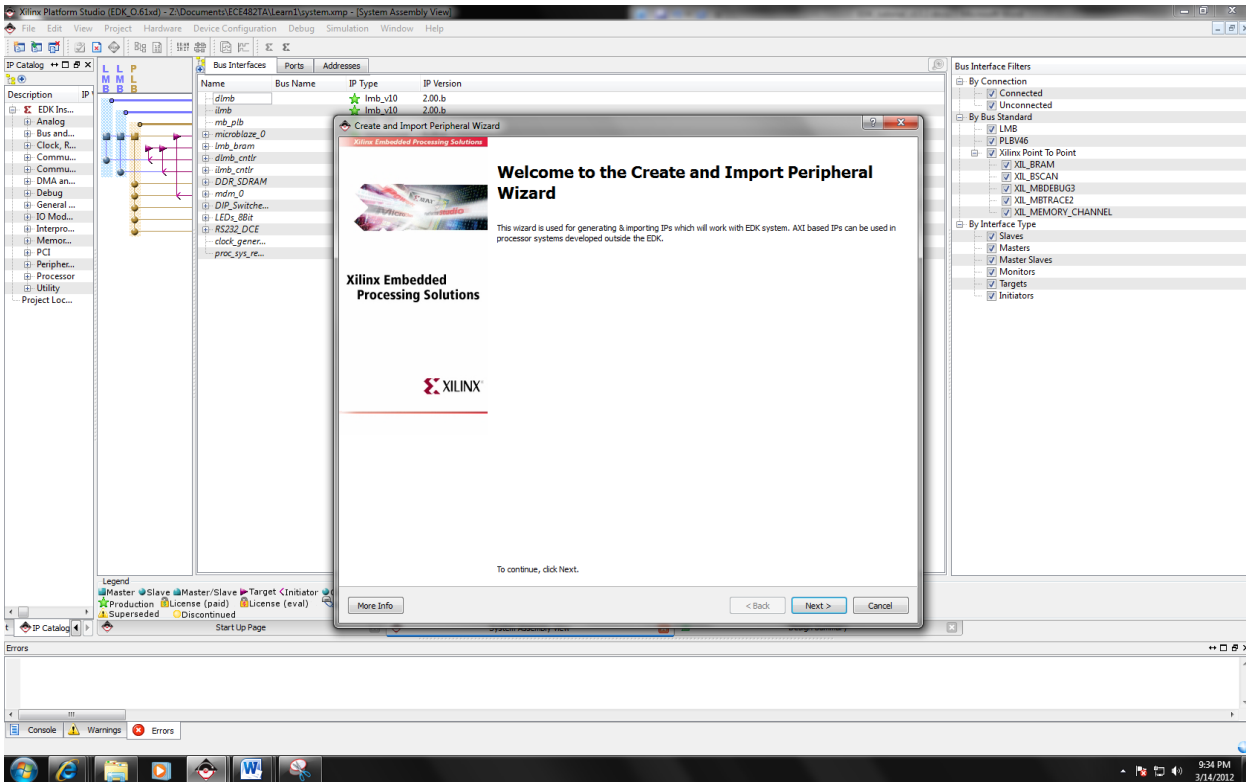 Xilinx Platform Studio (EDK_O.61xd) - Z:\Documents\ECE482TA\Learn1\system.xmp - [System Assembly View]
File Edit View Project Hardware Device Configuration Debug Simulation Window Help
IP Catalog
Description IP
EDK Ins...
Analog
Bus and...
Clock, R...
Commu...
Commu...
DMA an...
Debug
General ...
IO Mod...
Interpro...
Memor...
PCI
Peripher...
Processor
Utility
Project Loc...
L L P
M M L
B B B
Bus Interfaces Ports Addresses
Name Bus Name IP Type IP Version
dlmb lmb_v10 2.00.b
ilmb lmb_v10 2.00.b
mb_plb
microblaze_0
lmb_bram
dlmb_cntlr
ilmb_cntlr
DDR_SDRAM
mdm_0
DIP_Switche...
LEDs_8Bit
RS232_DCE
clock_gener...
proc_sys_re...
Create and Import Peripheral Wizard
Xilinx Embedded Processing Solutions
Welcome to the Create and Import Peripheral
Wizard
This wizard is used for generating & importing IPs which will work with EDK system. AXI based IPs can be used in
processor systems developed outside the EDK.
Xilinx Embedded
Processing Solutions
XILINX
To continue, click Next.
More Info < Back Next > Cancel
Bus Interface Filters
By Connection
Connected
Unconnected
By Bus Standard
LMB
PLBV46
Xilinx Point To Point
XIL_BRAM
XIL_BSCAN
XIL_MBDEBUG3
XIL_MBTRACE2
XIL_MEMORY_CHANNEL
By Interface Type
Slaves
Masters
Master Slaves
Monitors
Targets
Initiators
Legend
Master Slave Master/Slave Target Initiator
Production License (paid) License (eval)
Superseded Discontinued
IP Catalog Start Up Page
Errors
Console Warnings Errors
9:34 PM
3/14/2012